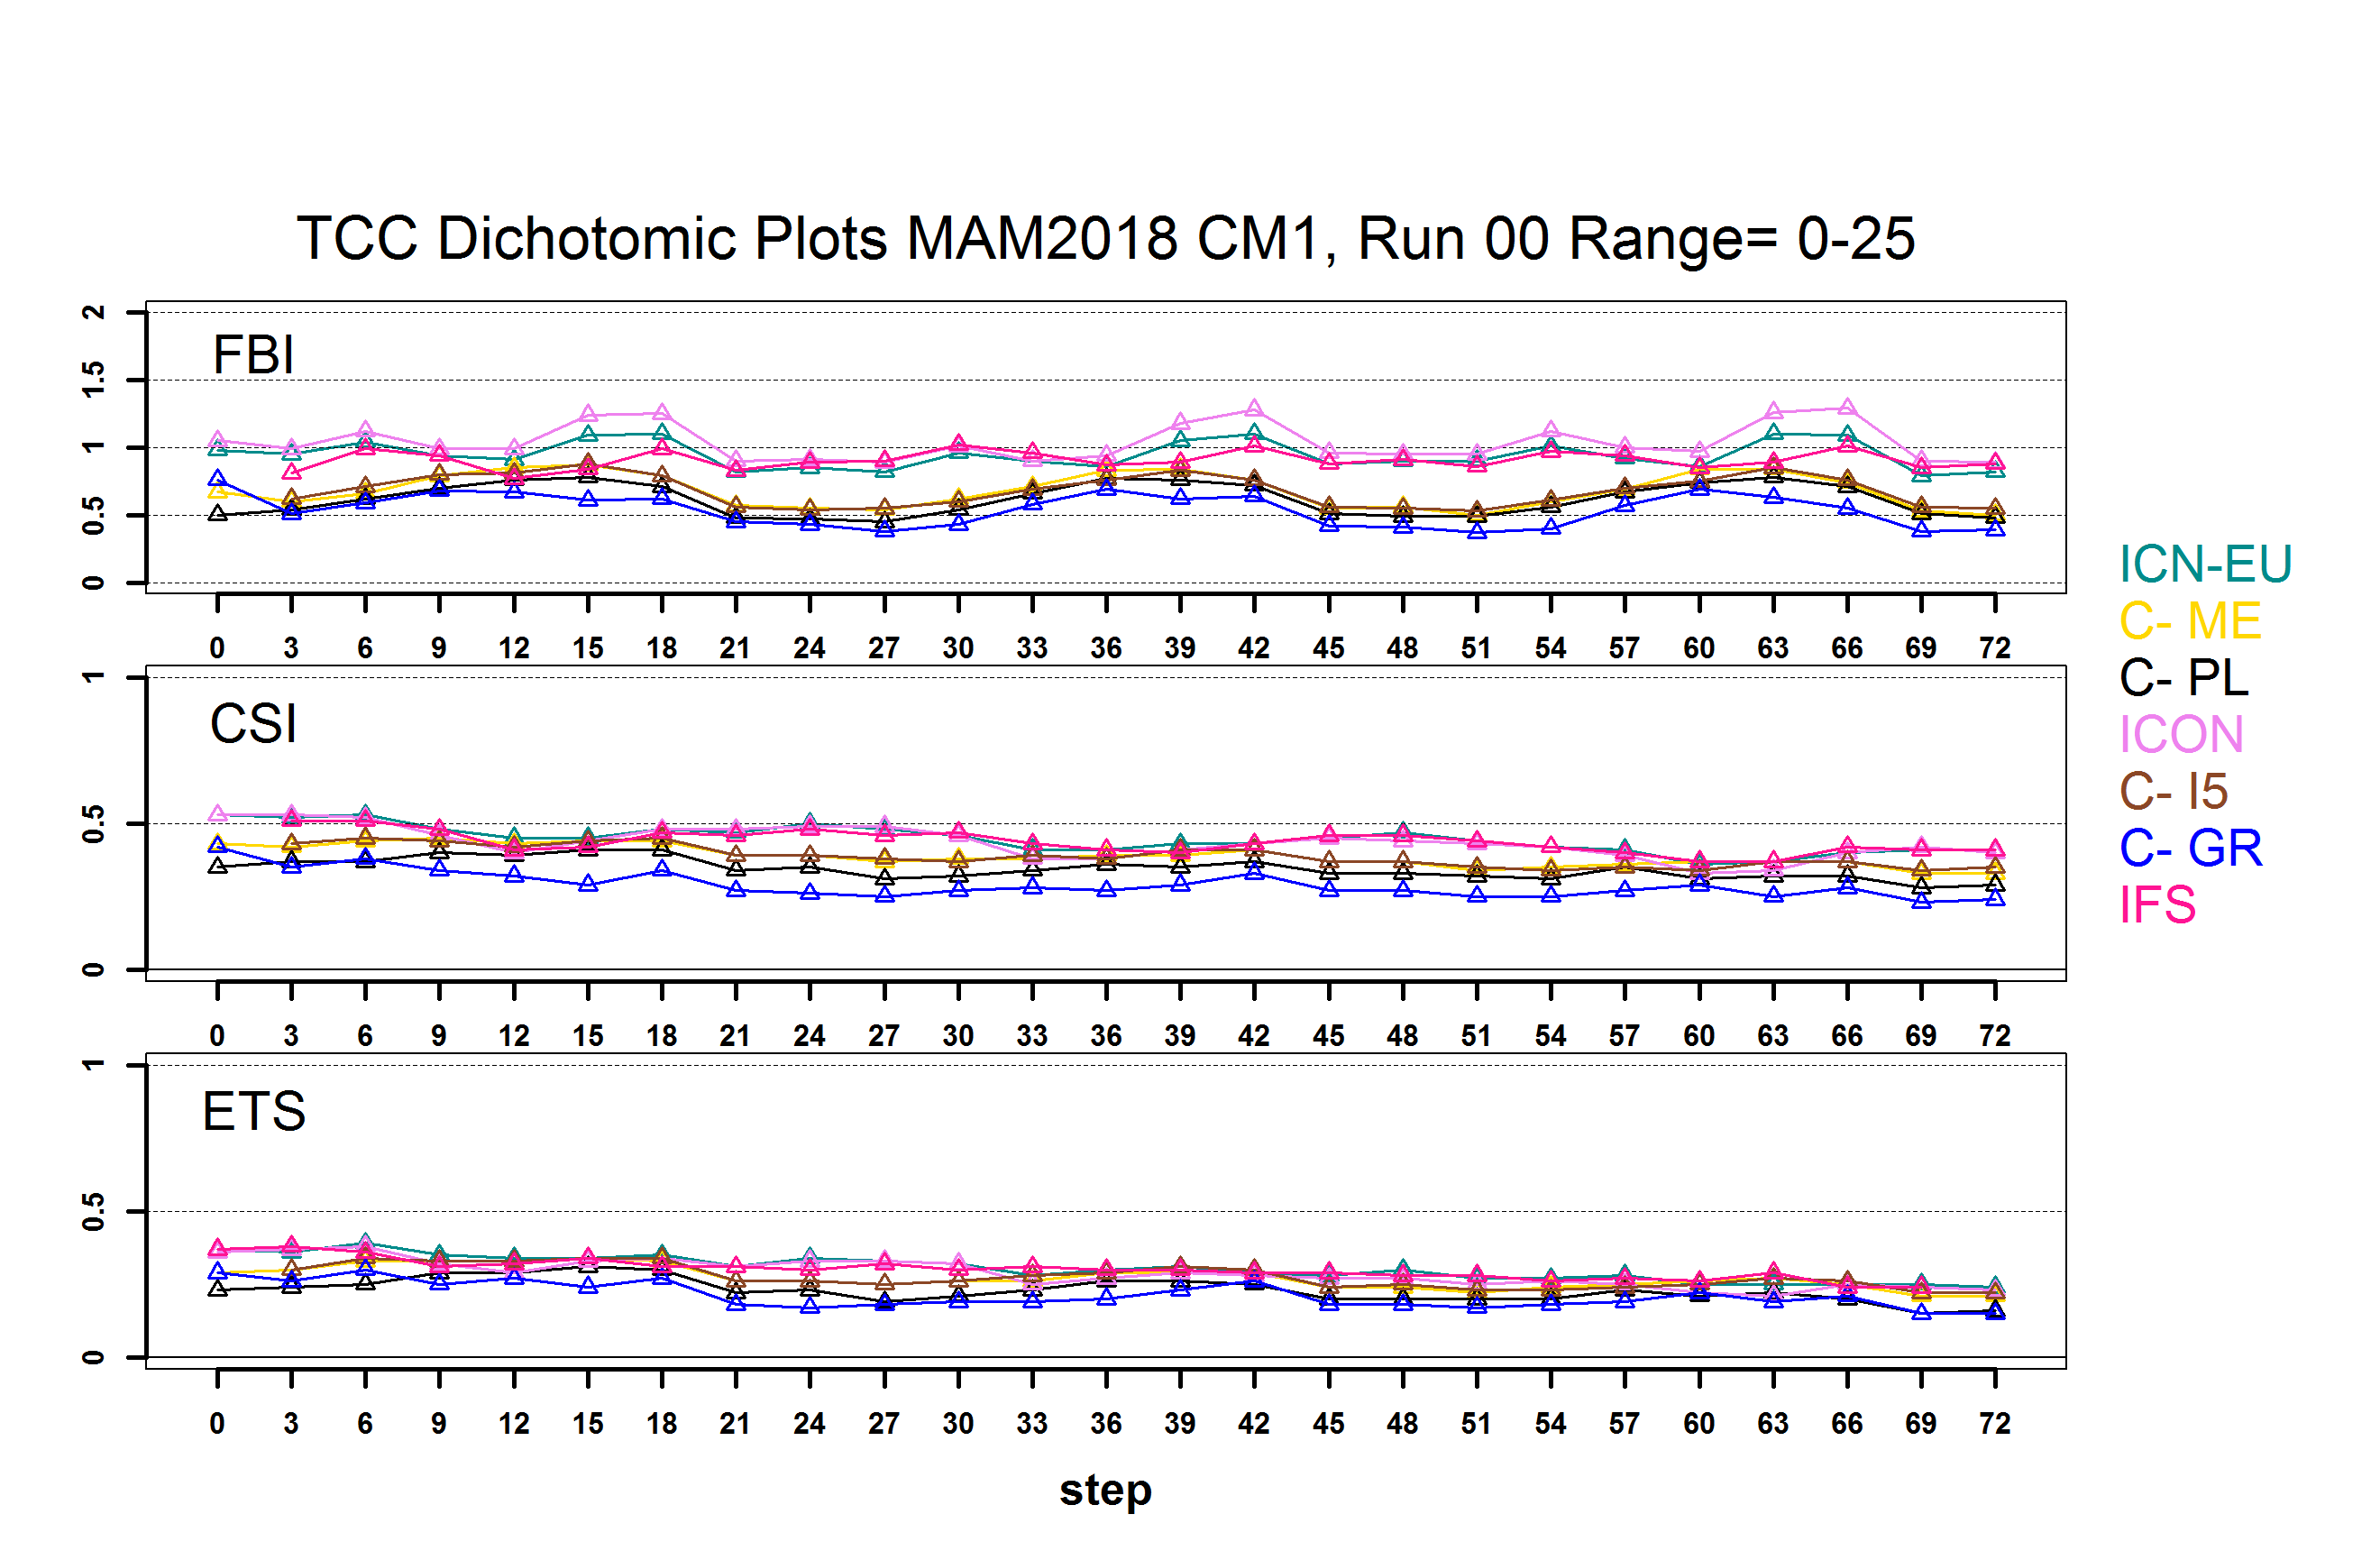 TCC Dichotomic Plots MAM2018 CM1, Run 00 Range= 0-25
FBI
2
1.5
1
0.5
0
0 3 6 9 12 15 18 21 24 27 30 33 36 39 42 45 48 51 54 57 60 63 66 69 72
CSI
1
0.5
0
0 3 6 9 12 15 18 21 24 27 30 33 36 39 42 45 48 51 54 57 60 63 66 69 72
ETS
1
0.5
0
0 3 6 9 12 15 18 21 24 27 30 33 36 39 42 45 48 51 54 57 60 63 66 69 72
step
ICN-EU
C- ME
C- PL
ICON
C- I5
C- GR
IFS